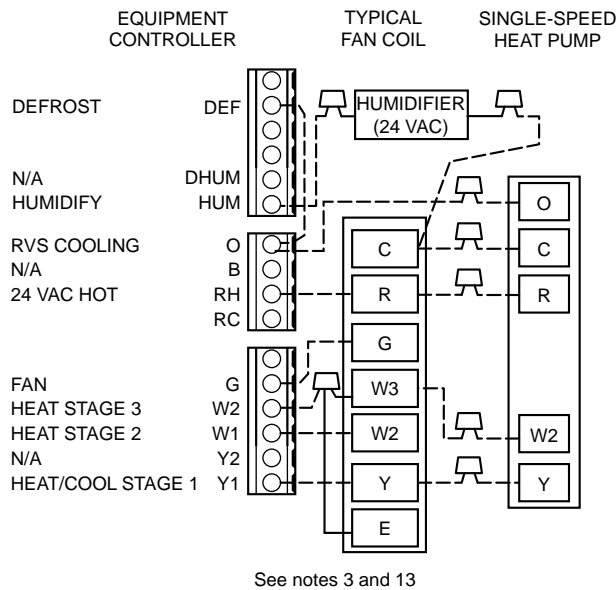 EQUIPMENT CONTROLLER
TYPICAL FAN COIL
SINGLE-SPEED HEAT PUMP
DEFROST DEF
HUMIDIFIER (24 VAC)
N/A DHUM
HUMIDIFY HUM
O
RVS COOLING O
C
C
N/A B
24 VAC HOT RH
R
R
RC
G
FAN G
W3
HEAT STAGE 3 W2
HEAT STAGE 2 W1
W2
W2
N/A Y2
HEAT/COOL STAGE 1 Y1
Y
Y
E
See notes 3 and 13